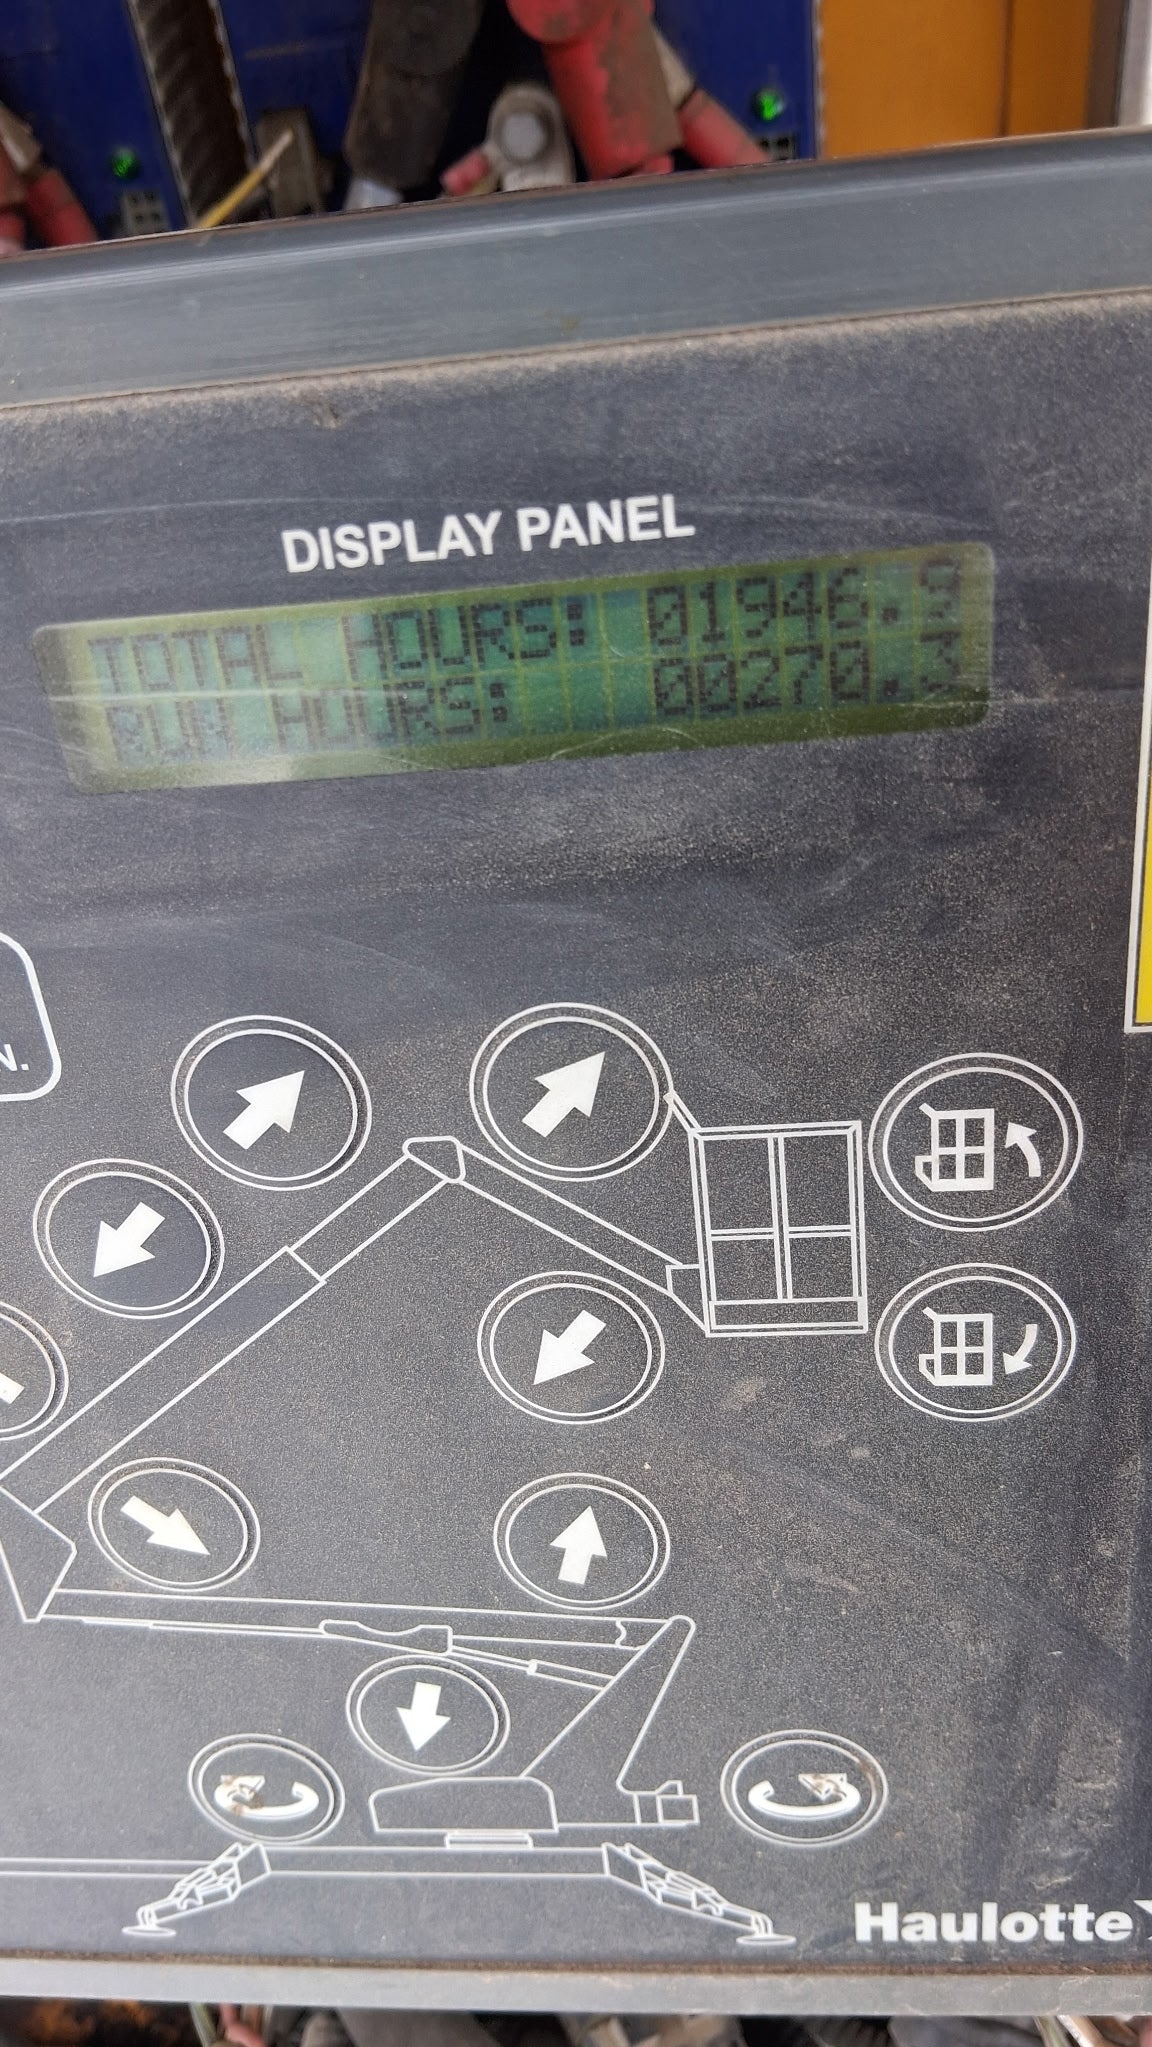 DISPLAY PANEL
TOTAL HOURS: 01946.9
RUN HOURS: 00270.3
N.
Haulotte